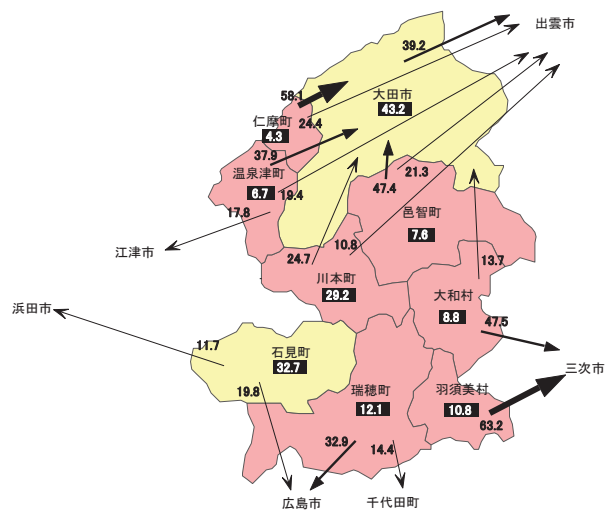 出雲市
39.2
58.1
大田市
43.2
仁摩町
4.3
24.4
37.9
温泉津町
6.7
19.4
47.4
21.3
17.8
邑智町
7.6
江津市
24.7
10.8
13.7
川本町
29.2
大和村
8.8
47.5
浜田市
11.7
石見町
32.7
三次市
19.8
瑞穂町
12.1
羽須美村
10.8
63.2
32.9
14.4
広島市
千代田町